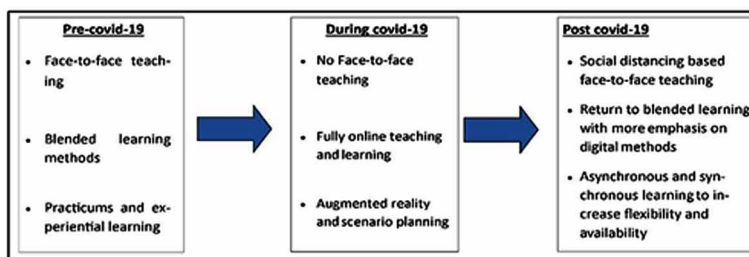 Pre-covid-19
• Face-to-face teach-
ing
• Blended learning
methods
• Practicums and ex-
periential learning
During covid-19
• No Face-to-face
teaching
• Fully online teaching
and learning
• Augmented reality
and scenario planning
Post covid-19
• Social distancing based
face-to-face teaching
• Return to blended learning
with more emphasis on
digital methods
• Asynchronous and syn-
chronous learning to in-
crease flexibility and
availability